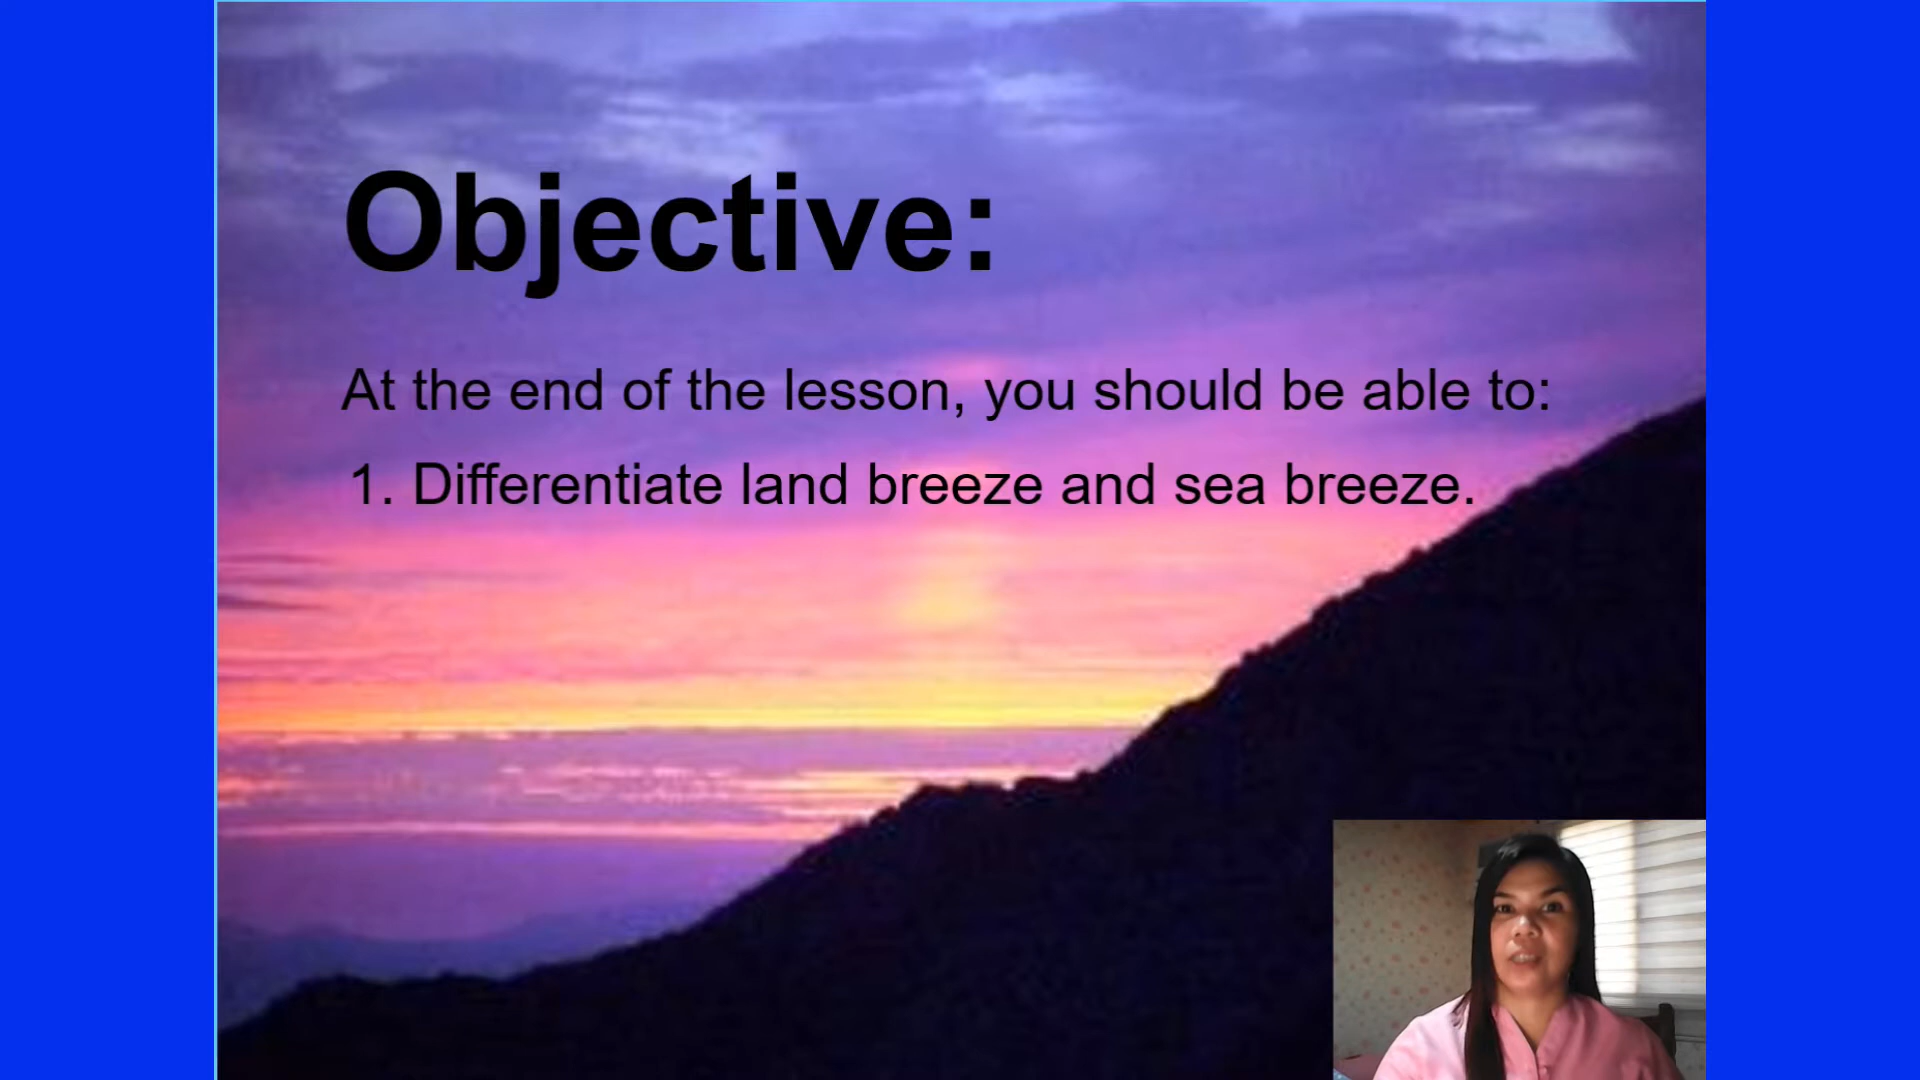 Objective:
At the end of the lesson, you should be able to:
1. Differentiate land breeze and sea breeze.